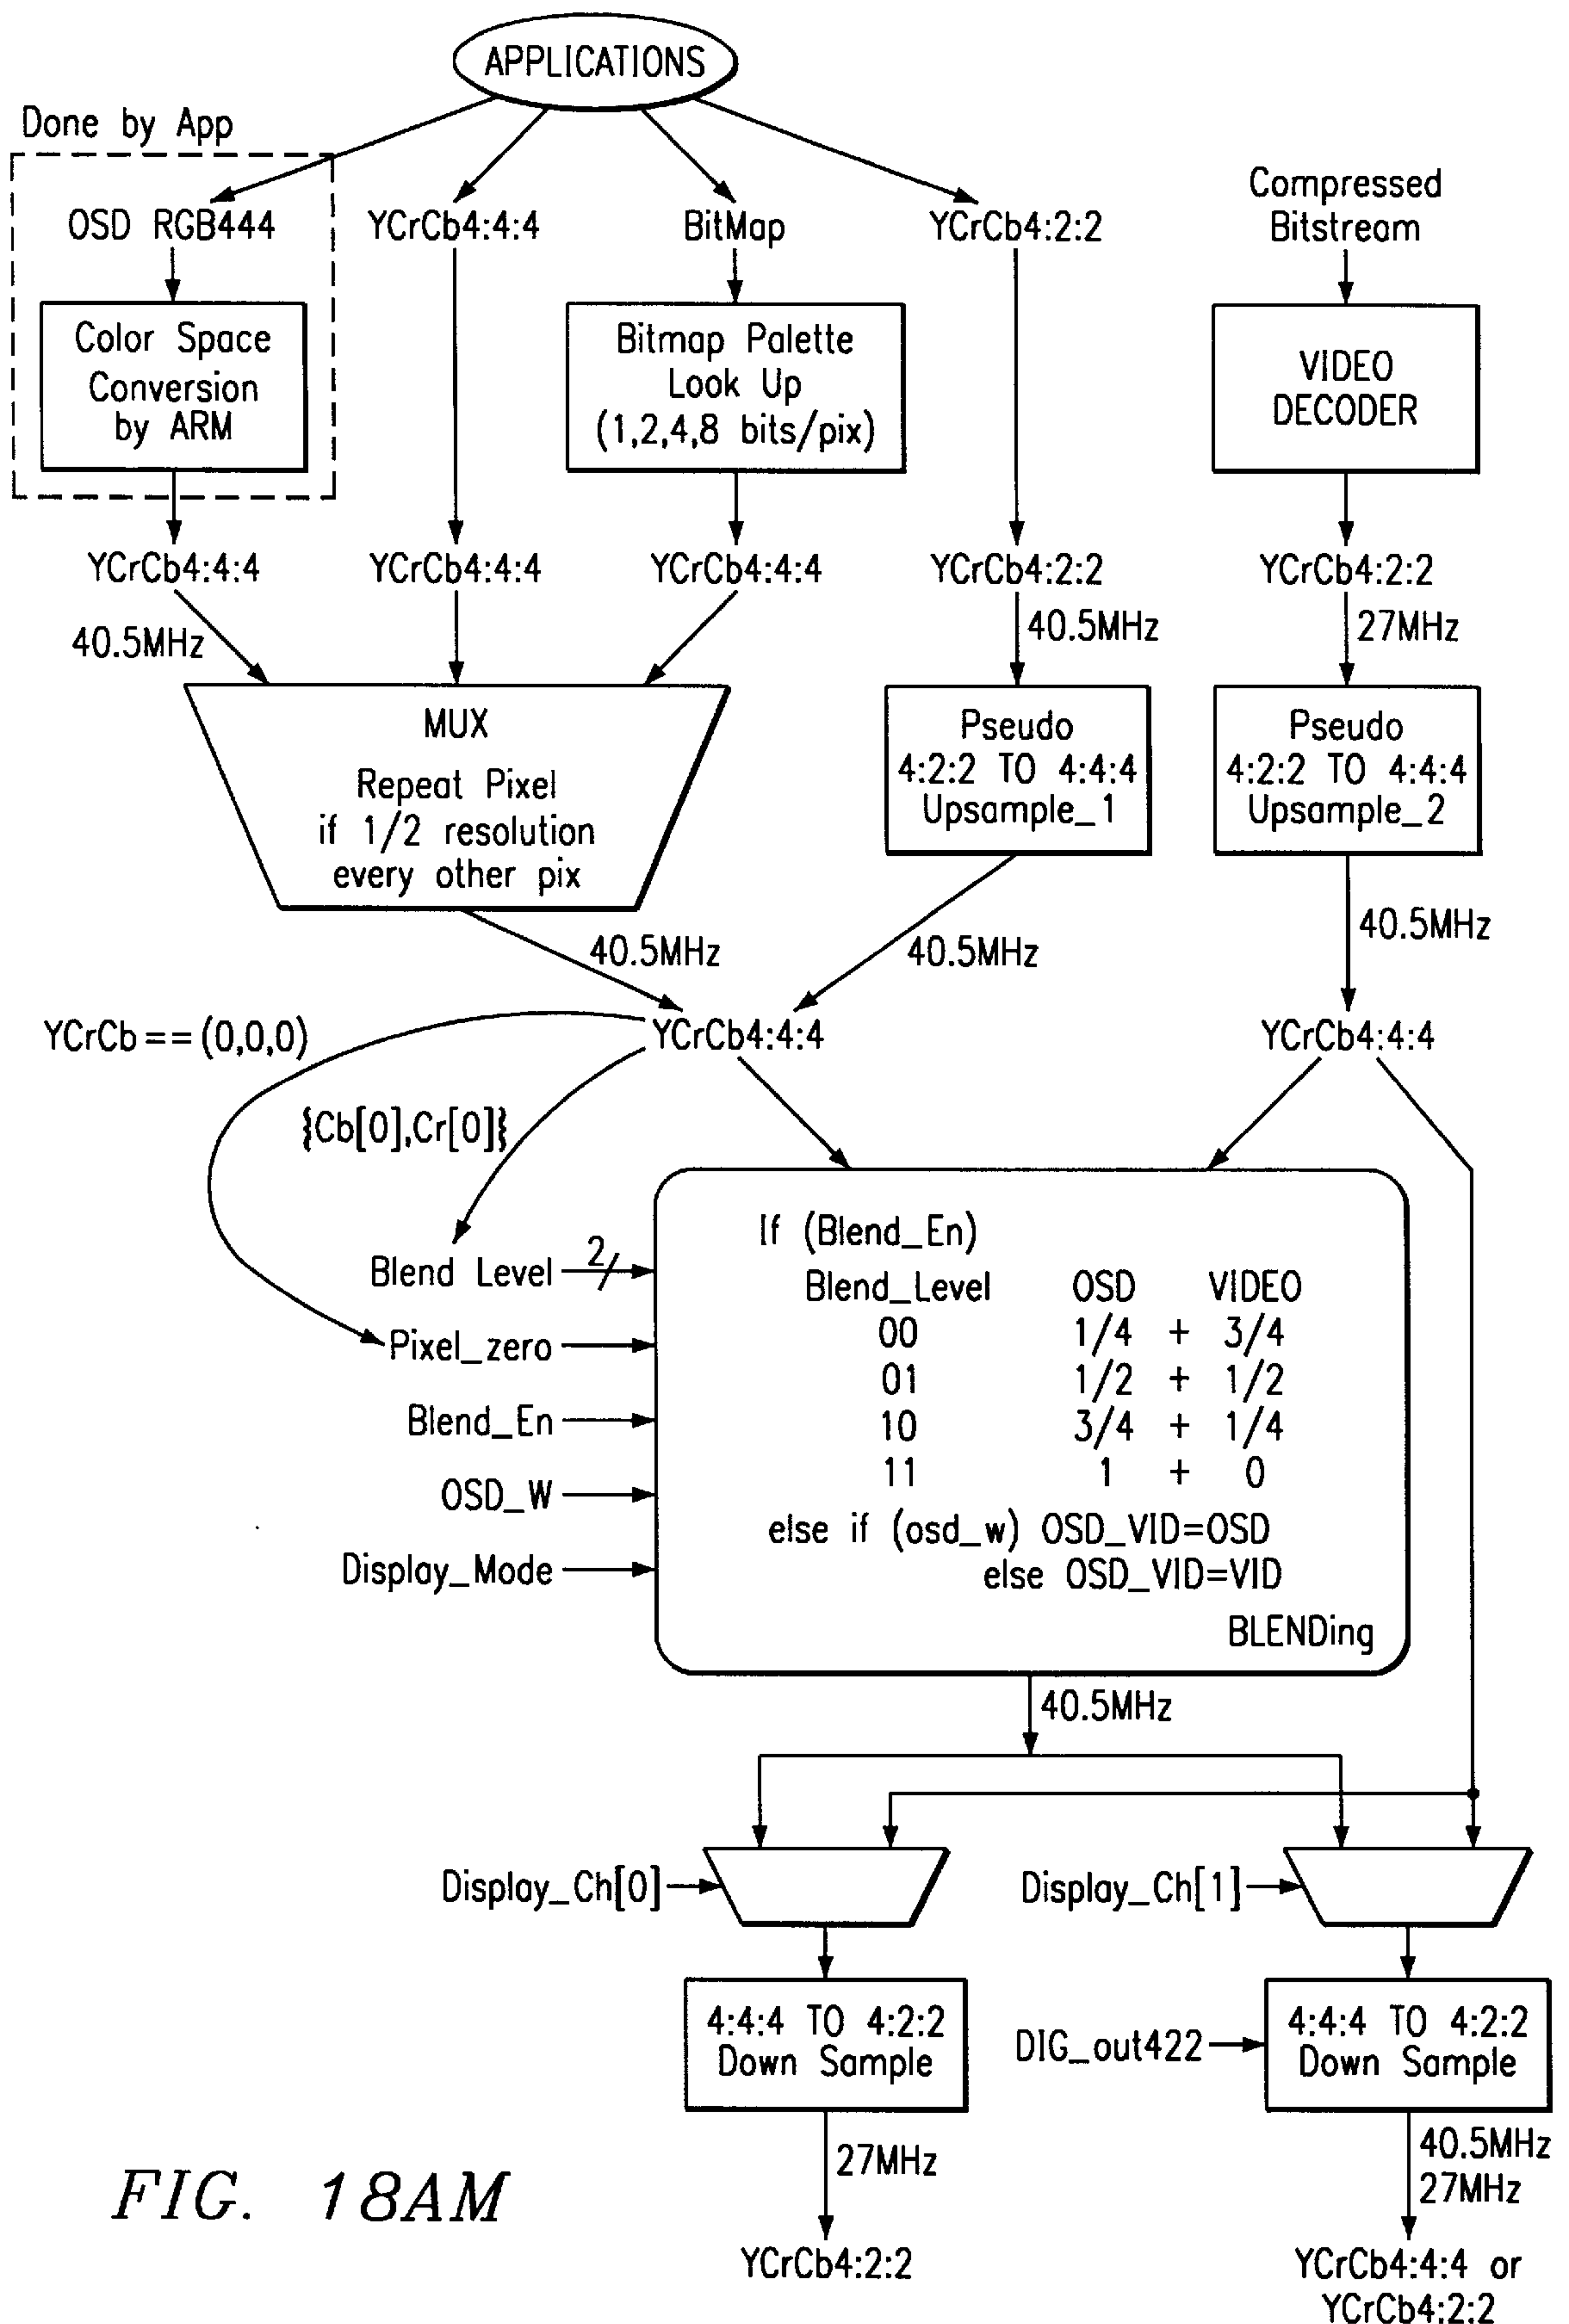 APPLICATIONS
Done by App
OSD RGB444
YCrCb4:4:4
BitMap
YCrCb4:2:2
Compressed
Bitstream
Color Space
Conversion
by ARM
Bitmap Palette
Look Up
(1,2,4,8 bits/pix)
VIDEO
DECODER
YCrCb4:4:4
YCrCb4:4:4
YCrCb4:4:4
YCrCb4:2:2
YCrCb4:2:2
40.5MHz
40.5MHz
27MHz
MUX
Repeat Pixel
if 1/2 resolution
every other pix
Pseudo
4:2:2 TO 4:4:4
Upsample_1
Pseudo
4:2:2 TO 4:4:4
Upsample_2
40.5MHz
40.5MHz
40.5MHz
YCrCb==(0,0,0)
YCrCb4:4:4
YCrCb4:4:4
{Cb[0],Cr[0]}
Blend Level
2/
Pixel_zero
Blend_En
OSD_W
Display_Mode
If (Blend_En)
Blend_Level OSD VIDEO
00 1/4 + 3/4
01 1/2 + 1/2
10 3/4 + 1/4
11 1 + 0
else if (osd_w) OSD_VID=OSD
else OSD_VID=VID
BLENDing
40.5MHz
Display_Ch[0]
Display_Ch[1]
4:4:4 TO 4:2:2
Down Sample
DIG_out422
4:4:4 TO 4:2:2
Down Sample
27MHz
40.5MHz
27MHz
YCrCb4:2:2
YCrCb4:4:4 or
YCrCb4:2:2
FIG. 18AM